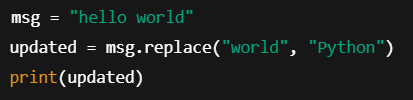 msg = "hello world"
updated = msg.replace("world", "Python")
print(updated)